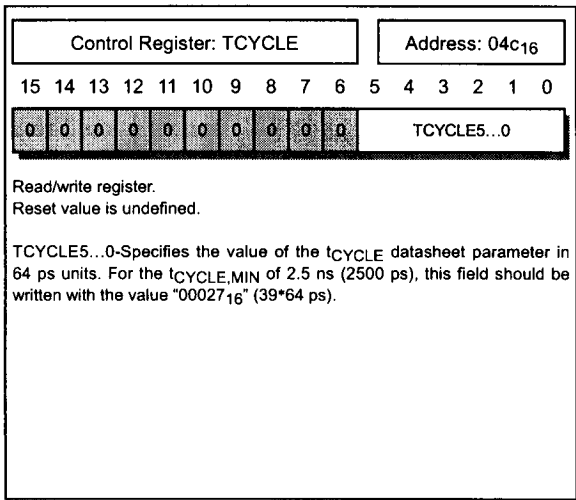 Control Register: TCYCLE Address: 04c₁₆
15 14 13 12 11 10 9 8 7 6 5 4 3 2 1 0
0 0 0 0 0 0 0 0 0 0 TCYCLE5...0
Read/write register.
Reset value is undefined.
TCYCLE5...0-Specifies the value of the tCYCLE datasheet parameter in
64 ps units. For the tCYCLE,MIN of 2.5 ns (2500 ps), this field should be
written with the value "00027₁₆" (39*64 ps).